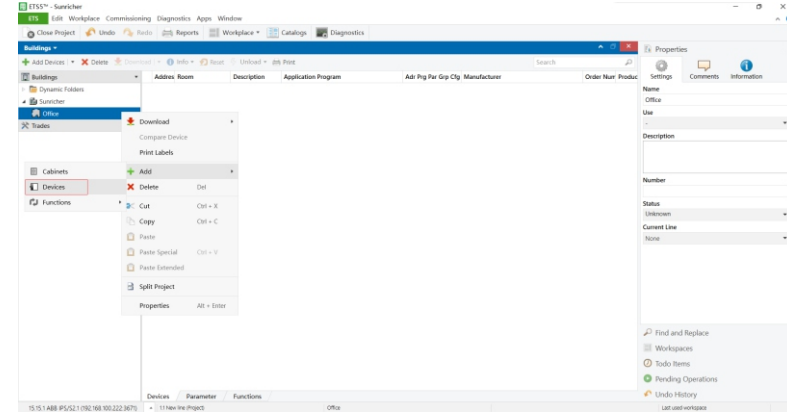 ETS5™ - Sunricher
ETS Edit Workplace Commissioning Diagnostics Apps Window
Close Project Undo Redo Reports Workplace Catalogs Diagnostics
Buildings
Add Devices Delete Download Info Reset Unload Print Search
Buildings Addres Room Description Application Program Adr Prg Par Grp Cfg Manufacturer Order Num Produc
Dynamic Folders
Sunricher
Office
Trades
Download
Compare Device
Print Labels
Add
Delete Del
Cut Ctrl + X
Copy Ctrl + C
Paste
Paste Special Ctrl + V
Paste Extended
Split Project
Properties Alt + Enter
Cabinets
Devices
Functions
Properties
Settings Comments Information
Name
Office
Use
Description
Number
Status
Unknown
Current Line
None
Find and Replace
Workspaces
Todo Items
Pending Operations
Undo History
Devices Parameter Functions
15.15.1 ABB IPS/S2.1 (192.168.100.222:3671) 1.1 New line (Project) Office Last used workspace